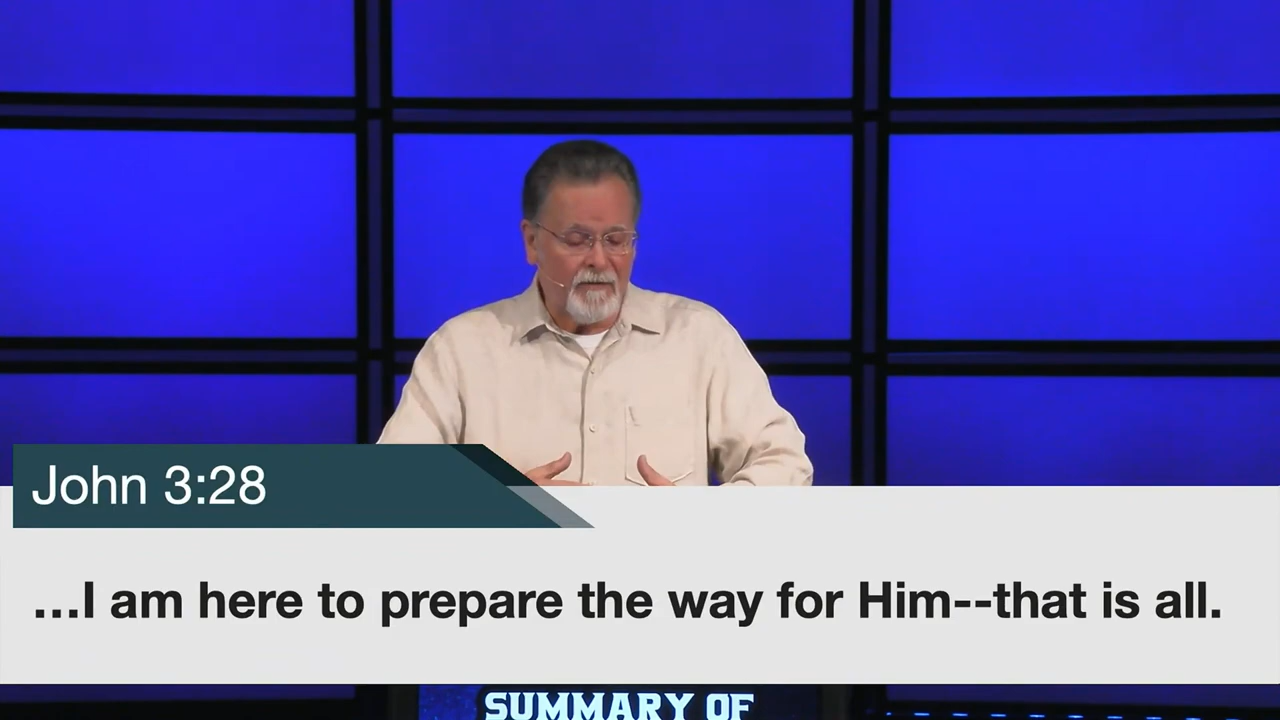 John 3:28
...I am here to prepare the way for Him--that is all.
SUMMARY OF